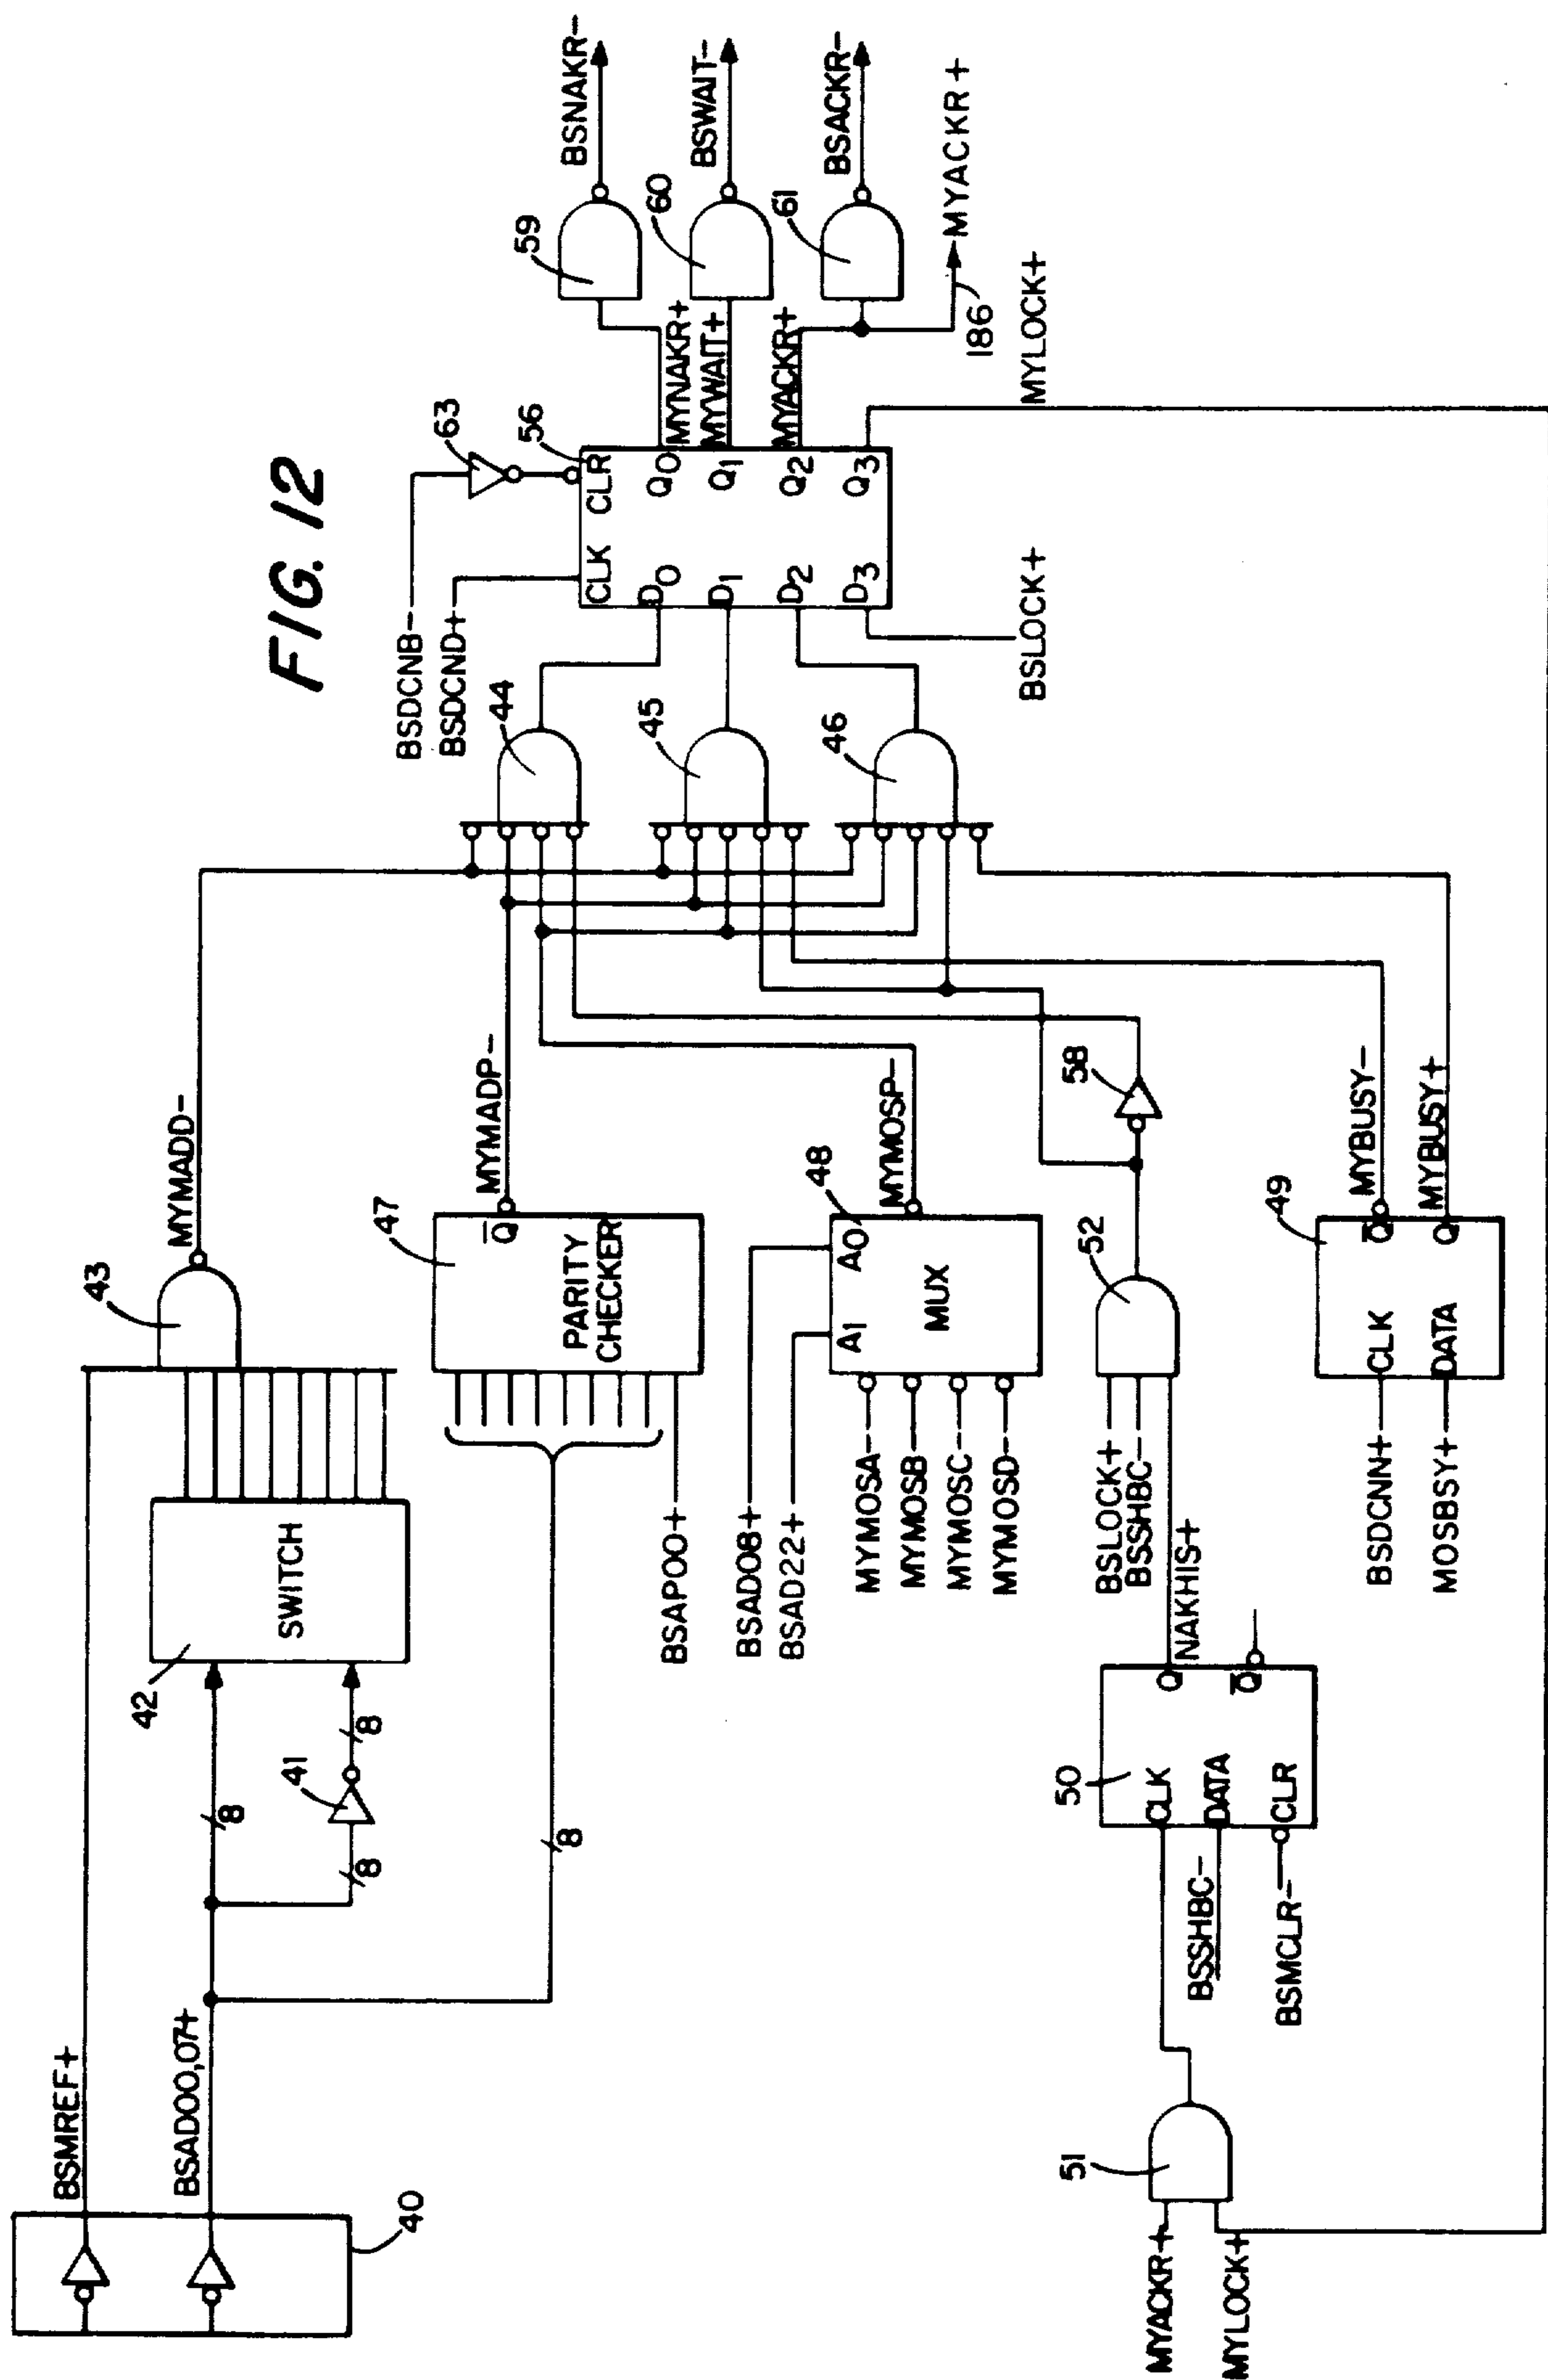 FIG. 12
BSMREF+
BSAD00,07+
40
8
8
41
8
42
SWITCH
43
MYMADD-
8
BSAP00+
47
PARITY
CHECKER
Q
MYMADP-
BSAD08+
BSAD22+
A1
A0
MUX
48
MYMOSA-
MYMOSB-
MYMOSC-
MYMOSD-
MYMOSP-
MYACKR+
MYLOCK+
51
BSSHBC-
BSMCLR-
50
CLK
DATA
CLR
Q
Q
NAKHIS+
BSLOCK+
BSSHBC-
52
58
BSDCNN+
MOSBSY+
CLK
DATA
49
Q
Q
MYBUSY-
MYBUSY+
44
45
46
BSDCNB-
BSDCND+
63
56
CLK
CLR
D0
D1
D2
D3
Q0
Q1
Q2
Q3
BSLOCK+
MYNAKR+
MYWAIT+
MYACKR+
MYLOCK+
59
60
61
BSNAKR-
BSWAIT-
BSACKR-
186
MYACKR+